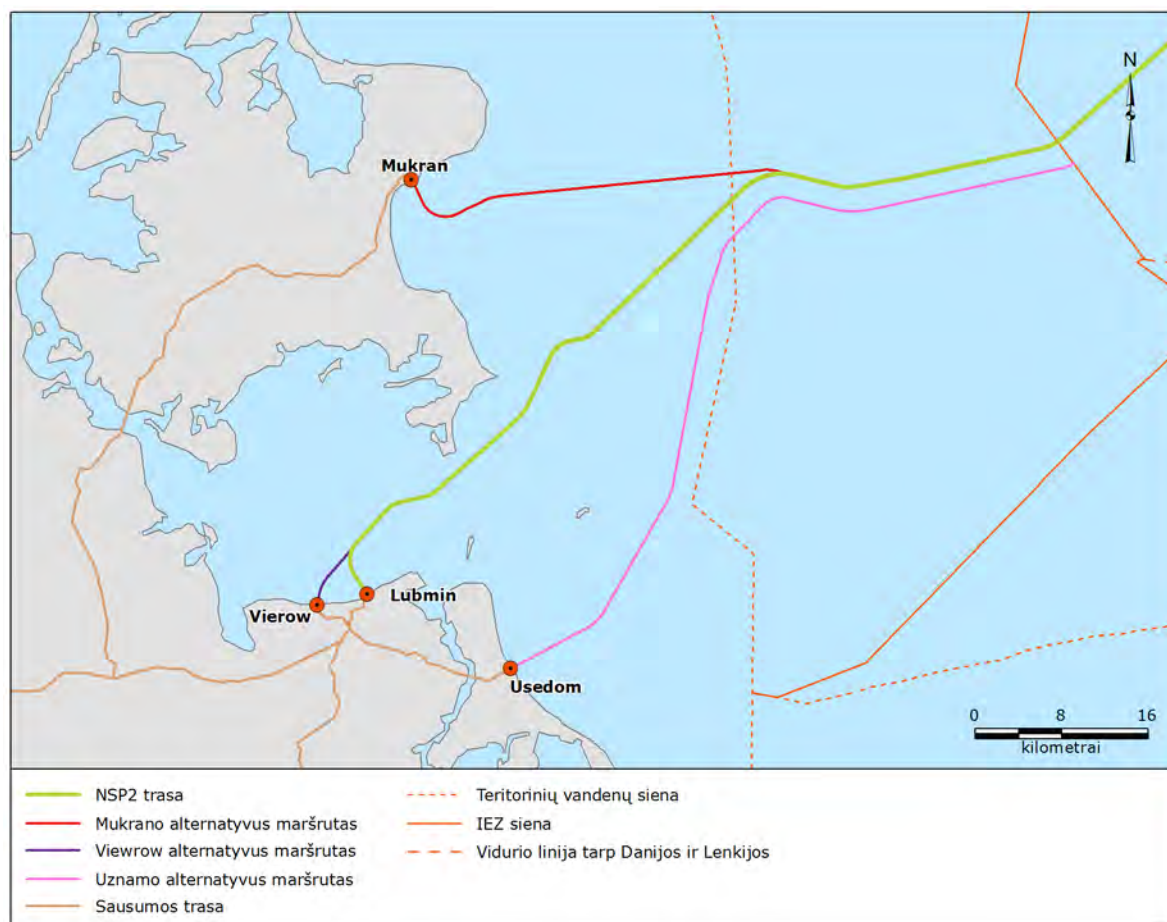 N
Mukran
Lubmin
Vierow
Usedom
0 8 16
kilometrai
NSP2 trasa
Mukrano alternatyvus maršrutas
Viewrow alternatyvus maršrutas
Uznamo alternatyvus maršrutas
Sausumos trasa
Teritorinių vandenų siena
IEZ siena
Vidurio linija tarp Danijos ir Lenkijos